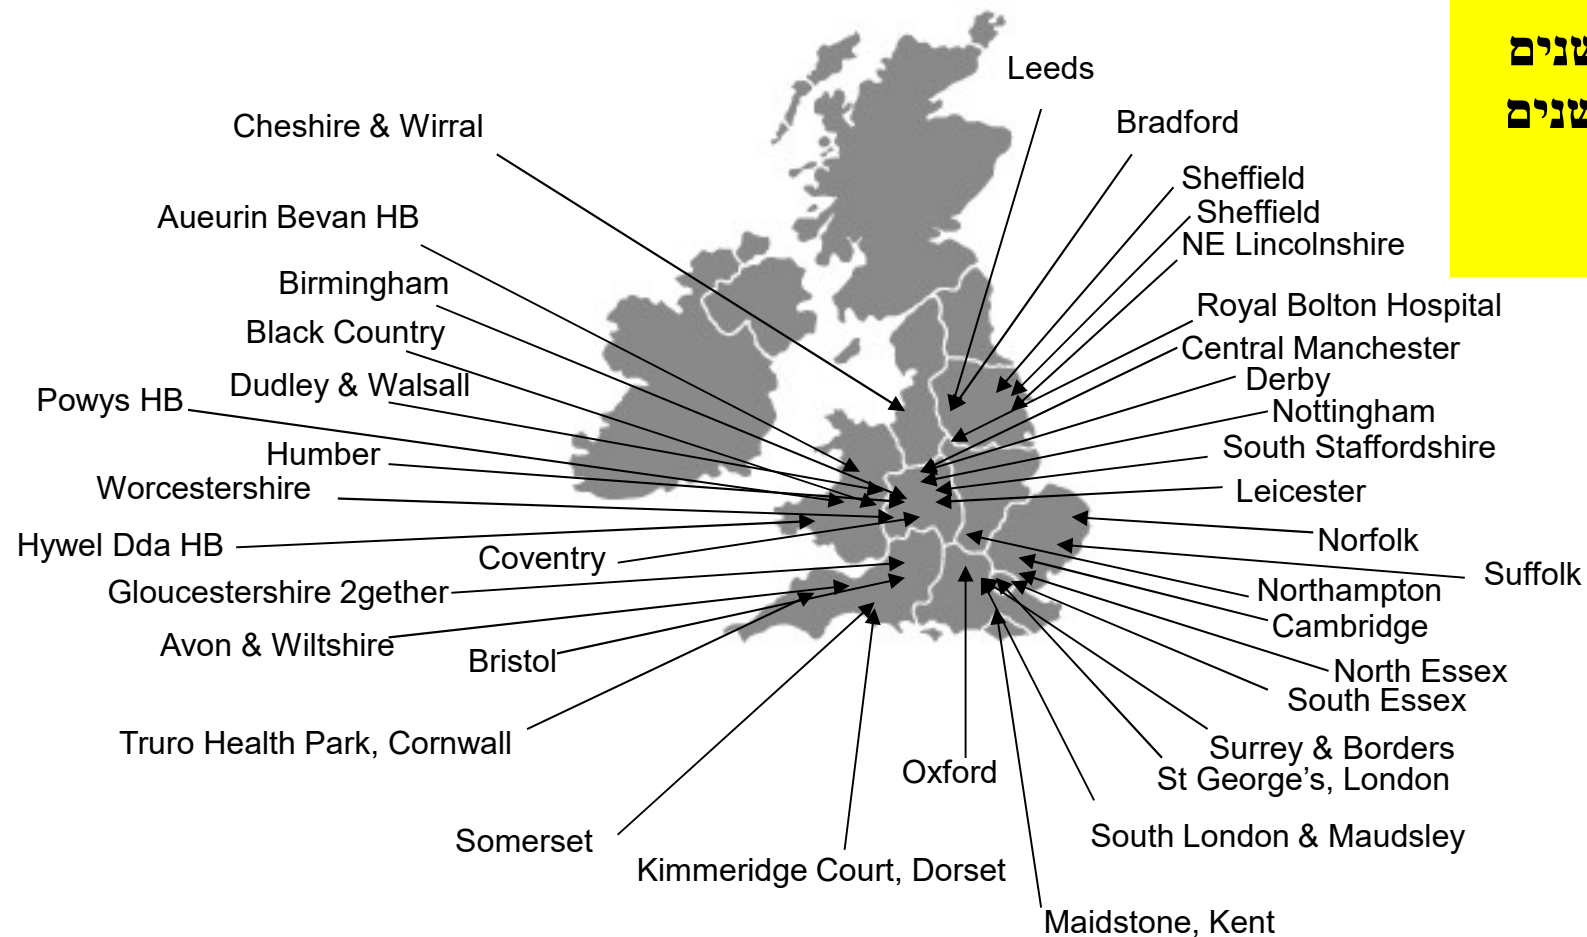 Leeds
Bradford
Cheshire & Wirral
Sheffield
Sheffield
NE Lincolnshire
Aueurin Bevan HB
Birmingham
Royal Bolton Hospital
Black Country
Central Manchester
Derby
Dudley & Walsall
Powys HB
Nottingham
South Staffordshire
Humber
Worcestershire
Leicester
Norfolk
Hywel Dda HB
Coventry
Suffolk
Gloucestershire 2gether
Northampton
Cambridge
Avon & Wiltshire
Bristol
North Essex
South Essex
Truro Health Park, Cornwall
Surrey & Borders
Oxford
St George’s, London
Somerset
South London & Maudsley
Kimmeridge Court, Dorset
Maidstone, Kent